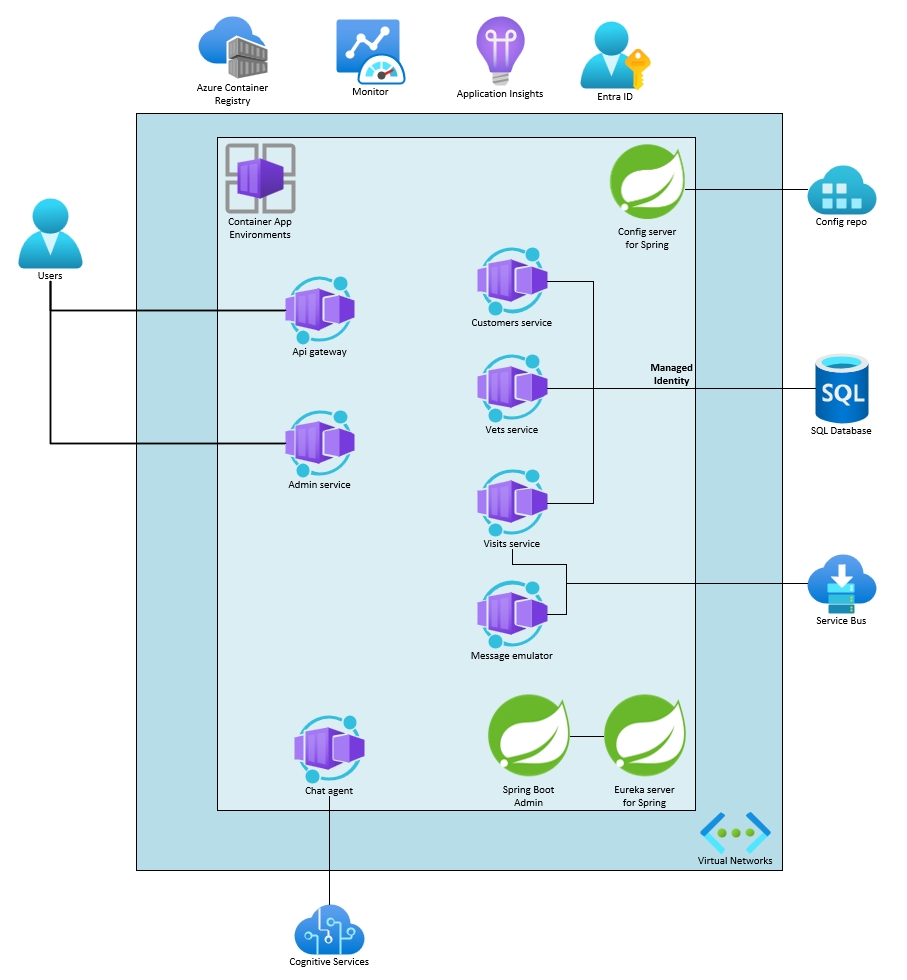 Azure Container
Registry
Monitor
Application Insights
Entra ID
Container App
Environments
Config server
for Spring
Config repo
Users
Api gateway
Customers service
Managed
Identity
Vets service
SQL
SQL Database
Admin service
Visits service
Service Bus
Message emulator
Chat agent
Spring Boot
Admin
Eureka server
for Spring
Virtual Networks
Cognitive Services